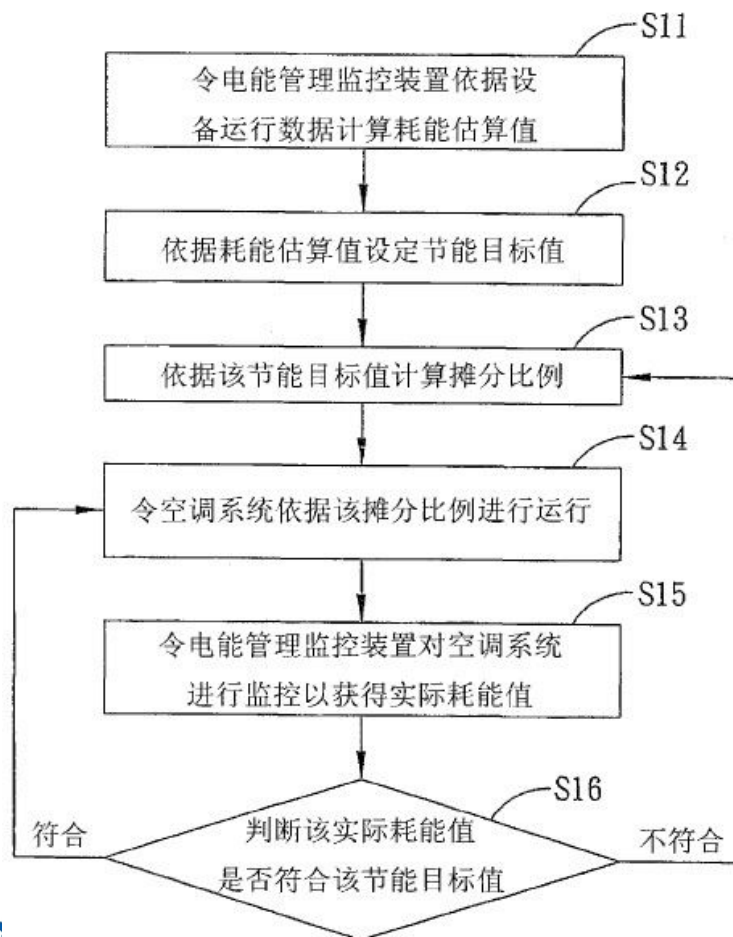 S11
令电能管理监控装置依据设
备运行数据计算耗能估算值
S12
依据耗能估算值设定节能目标值
S13
依据该节能目标值计算摊分比例
S14
令空调系统依据该摊分比例进行运行
S15
令电能管理监控装置对空调系统
进行监控以获得实际耗能值
S16
符合
判断该实际耗能值
是否符合该节能目标值
不符合